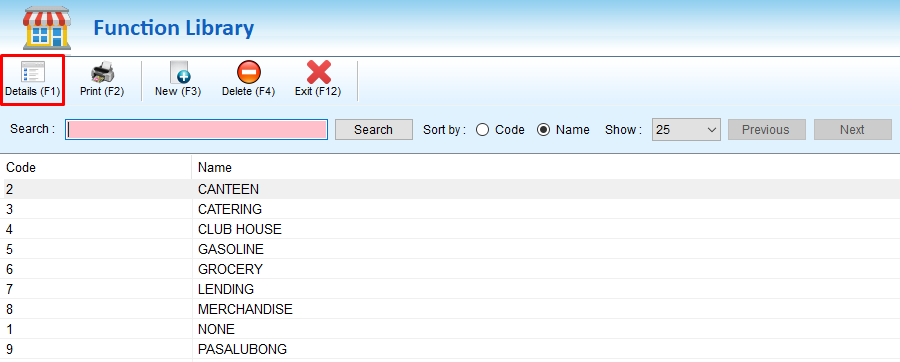 Function Library
Details (F1) Print (F2) New (F3) Delete (F4) Exit (F12)
Search : Search Sort by : Code Name Show : 25 Previous Next
Code Name
2 CANTEEN
3 CATERING
4 CLUB HOUSE
5 GASOLINE
6 GROCERY
7 LENDING
8 MERCHANDISE
1 NONE
9 PASALUBONG